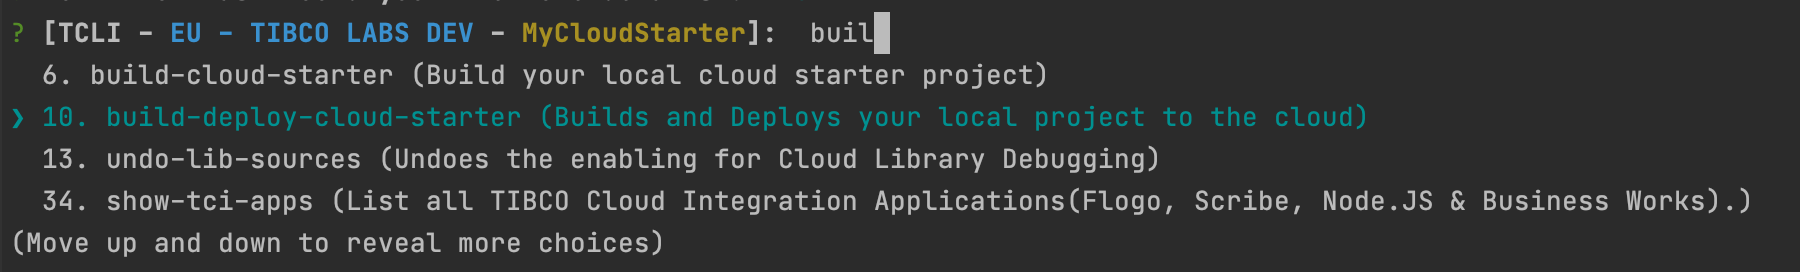 ? [TCLI - EU - TIBCO LABS DEV - MyCloudStarter]: buil
6. build-cloud-starter (Build your local cloud starter project)
❯ 10. build-deploy-cloud-starter (Builds and Deploys your local project to the cloud)
13. undo-lib-sources (Undoes the enabling for Cloud Library Debugging)
34. show-tci-apps (List all TIBCO Cloud Integration Applications(Flogo, Scribe, Node.JS & Business Works).)
(Move up and down to reveal more choices)